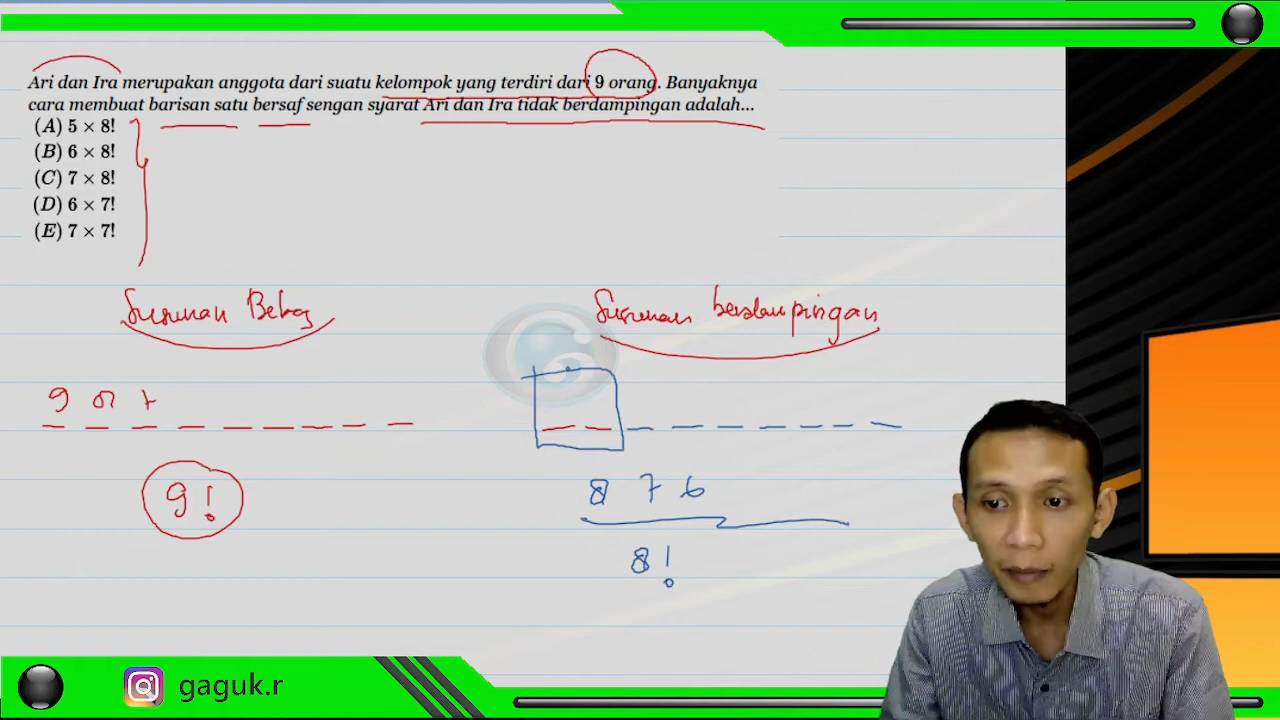 Ari dan Ira merupakan anggota dari suatu kelompok yang terdiri dari 9 orang. Banyaknya
cara membuat barisan satu bersaf sengan syarat Ari dan Ira tidak berdampingan adalah...
(A) 5 × 8!
(B) 6 × 8!
(C) 7 × 8!
(D) 6 × 7!
(E) 7 × 7!
Susunan Bebas
Susunan berdampingan
9 8 7
9 !
8 7 6
8 !
gaguk.r